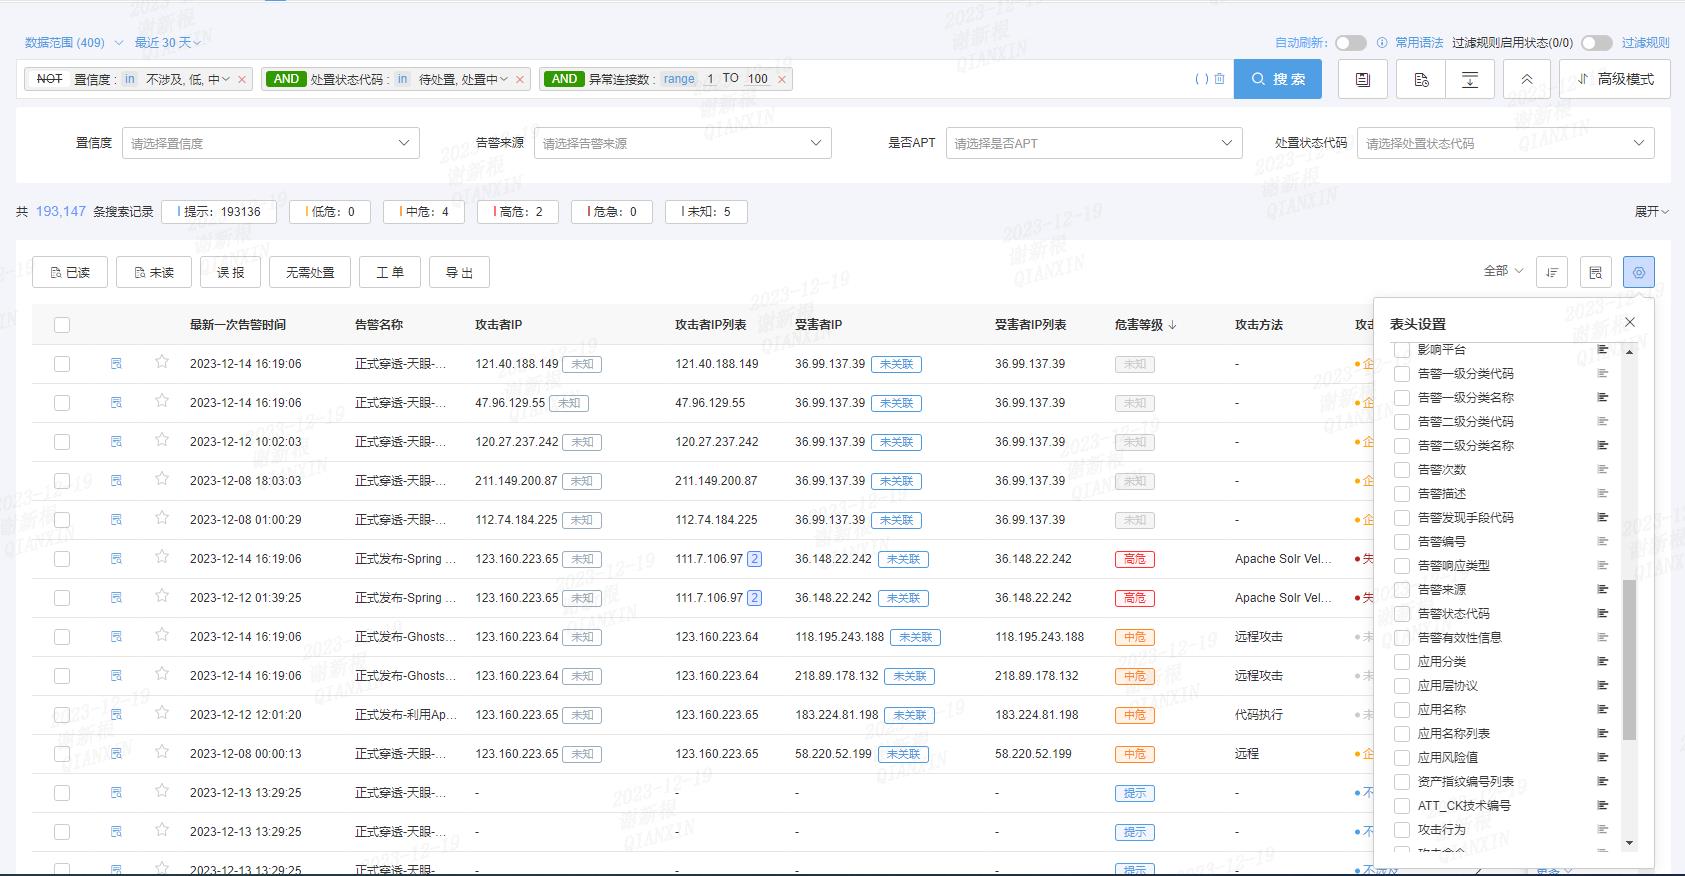 数据范围 (409) 最近 30 天 自动刷新: 常用语法 过滤规则启用状态(0/0) 过滤规则
NOT 置信度 : in 不涉及, 低, 中 × AND 处置状态代码 : in 待处置, 处置中 × AND 异常连接数 : range 1 TO 100 × ( ) 搜 索 高级模式
置信度 请选择置信度 告警来源 请选择告警来源 是否APT 请选择是否APT 处置状态代码 请选择处置状态代码
共 193,147 条搜索记录 提示: 193136 低危: 0 中危: 4 高危: 2 危急: 0 未知: 5 展开
已读 未读 误 报 无需处置 工 单 导 出 全部
最新一次告警时间 告警名称 攻击者IP 攻击者IP列表 受害者IP 受害者IP列表 危害等级 攻击方法 攻击
2023-12-14 16:19:06 正式穿透-天眼-... 121.40.188.149 未知 121.40.188.149 36.99.137.39 未关联 36.99.137.39 未知 - 企
2023-12-14 16:19:06 正式穿透-天眼-... 47.96.129.55 未知 47.96.129.55 36.99.137.39 未关联 36.99.137.39 未知 - 企
2023-12-12 10:02:03 正式穿透-天眼-... 120.27.237.242 未知 120.27.237.242 36.99.137.39 未关联 36.99.137.39 未知 - 企
2023-12-08 18:03:03 正式穿透-天眼-... 211.149.200.87 未知 211.149.200.87 36.99.137.39 未关联 36.99.137.39 未知 - 企
2023-12-08 01:00:29 正式穿透-天眼-... 112.74.184.225 未知 112.74.184.225 36.99.137.39 未关联 36.99.137.39 未知 - 企
2023-12-14 16:19:06 正式发布-Spring ... 123.160.223.65 未知 111.7.106.97 2 36.148.22.242 未关联 36.148.22.242 高危 Apache Solr Vel... 失
2023-12-12 01:39:25 正式发布-Spring ... 123.160.223.65 未知 111.7.106.97 2 36.148.22.242 未关联 36.148.22.242 高危 Apache Solr Vel... 失
2023-12-14 16:19:06 正式发布-Ghosts... 123.160.223.64 未知 123.160.223.64 118.195.243.188 未关联 118.195.243.188 中危 远程攻击 未
2023-12-14 16:19:06 正式发布-Ghosts... 123.160.223.64 未知 123.160.223.64 218.89.178.132 未关联 218.89.178.132 中危 远程攻击 未
2023-12-12 12:01:20 正式发布-利用Ap... 123.160.223.65 未知 123.160.223.65 183.224.81.198 未关联 183.224.81.198 中危 代码执行 未
2023-12-08 00:00:13 正式穿透-天眼-... 123.160.223.65 未知 123.160.223.65 58.220.52.199 未关联 58.220.52.199 中危 远程 企
2023-12-13 13:29:25 正式穿透-天眼-... - - - - 提示 - 不
2023-12-13 13:29:25 正式穿透-天眼-... - - - - 提示 - 不
2023-12-13 13:29:25 正式穿透-天眼-... - - - - 提示 - 不涉及
表头设置
影响平台
告警一级分类代码
告警一级分类名称
告警二级分类代码
告警二级分类名称
告警次数
告警描述
告警发现手段代码
告警编号
告警响应类型
告警来源
告警状态代码
告警有效性信息
应用分类
应用层协议
应用名称
应用名称列表
应用风险值
资产指纹编号列表
ATT_CK技术编号
攻击行为
更多
2023-12-19
谢新根
QIANXIN